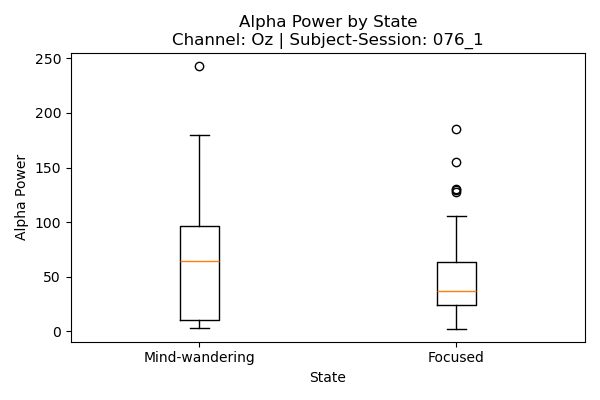 Alpha Power by State
Channel: Oz | Subject-Session: 076_1
250
200
150
100
50
0
Alpha Power
Mind-wandering
Focused
State